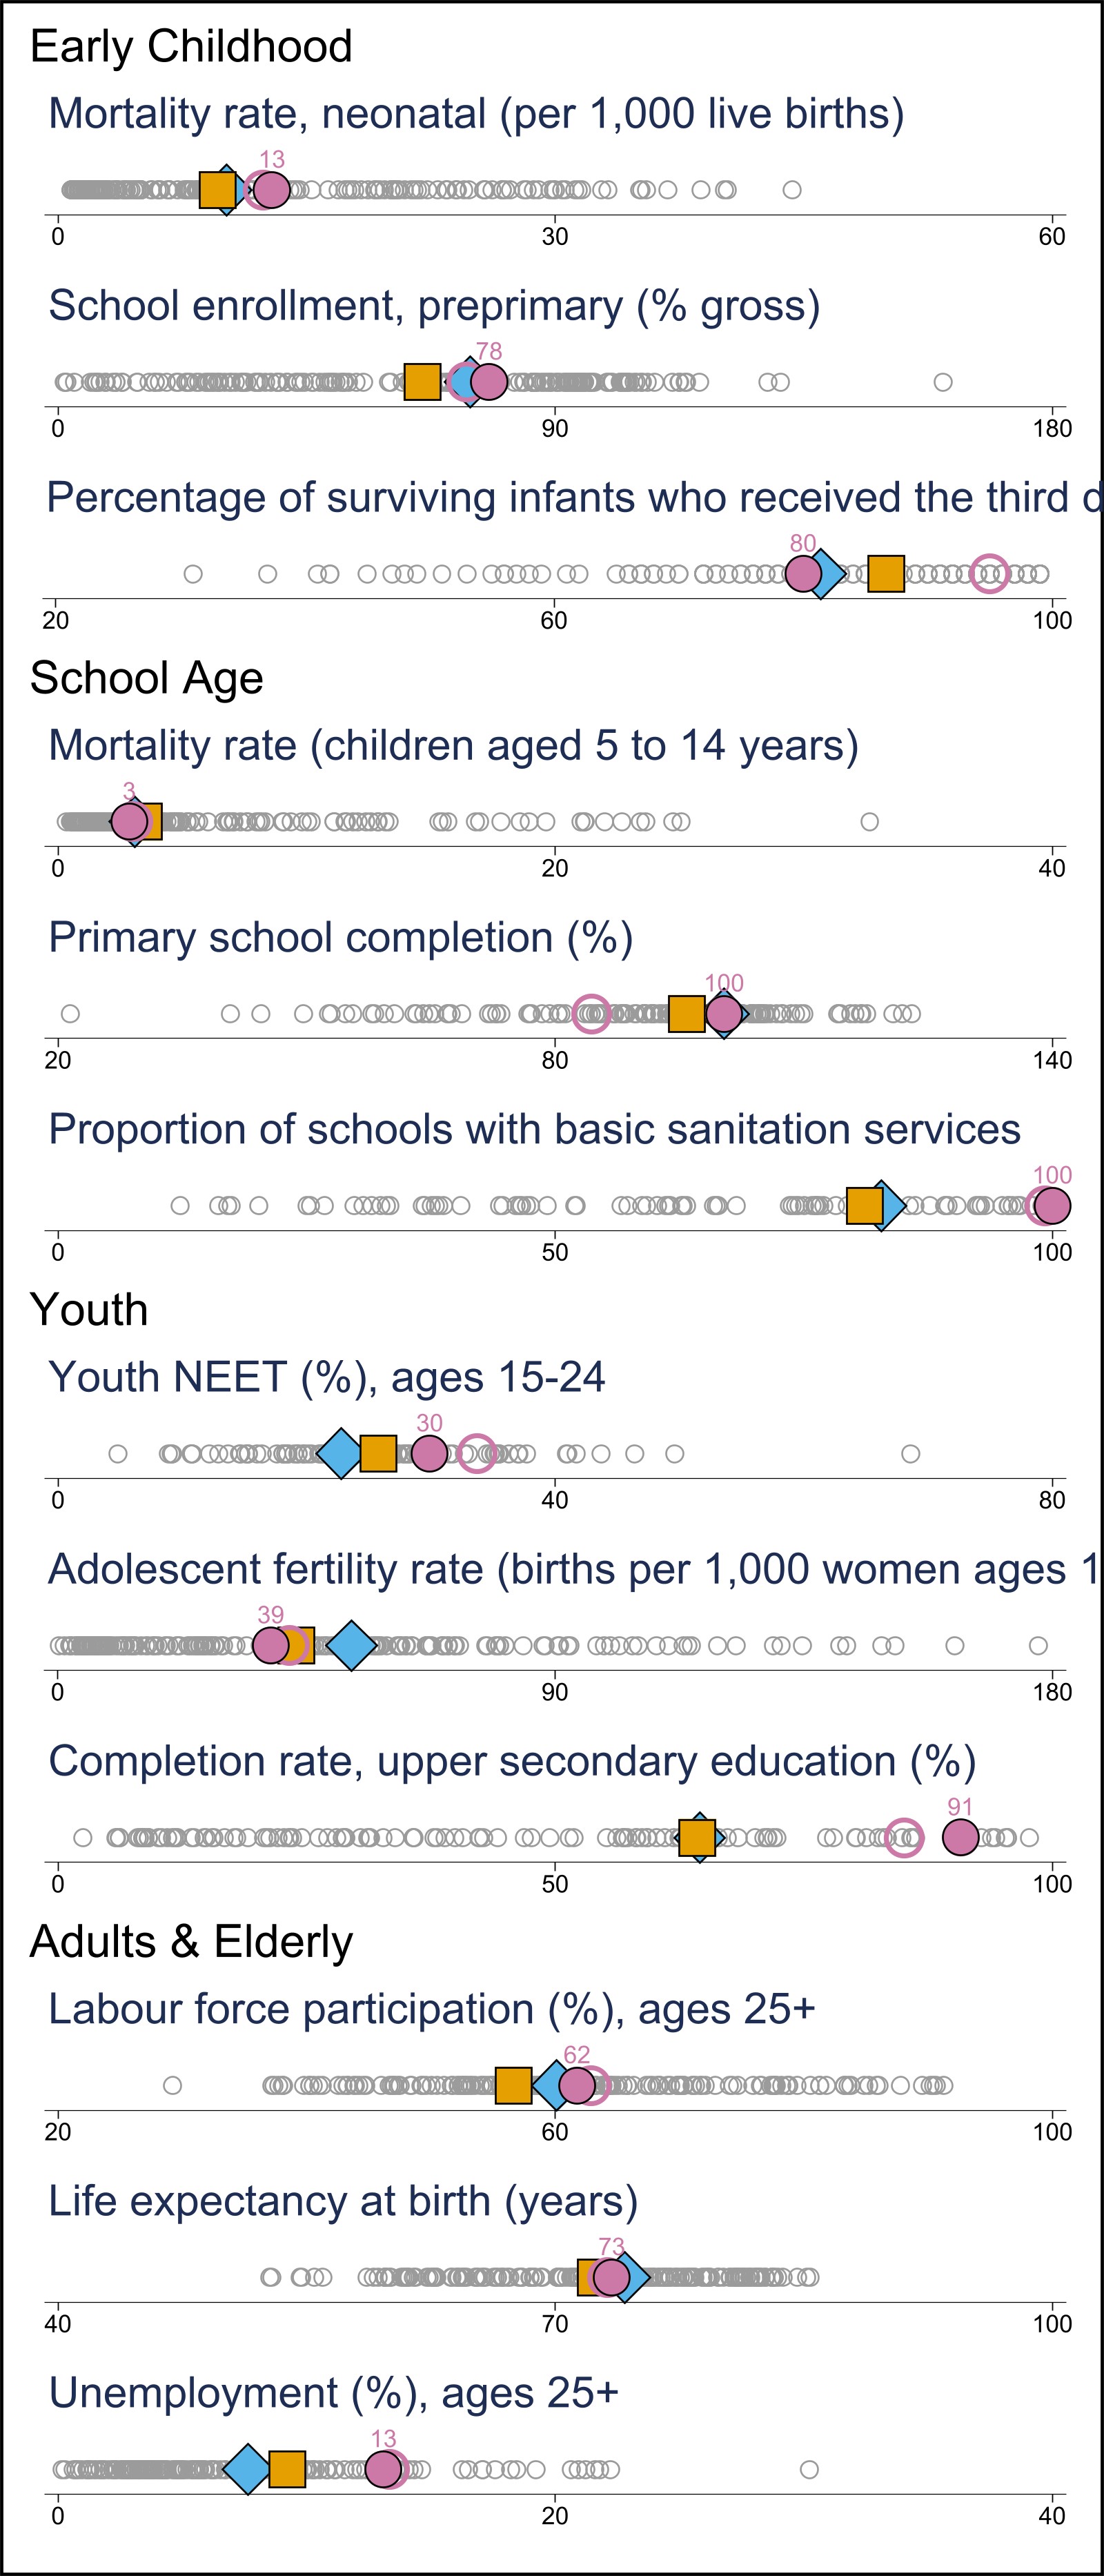 Early Childhood
Mortality rate, neonatal (per 1,000 live births)
13
0 30 60
School enrollment, preprimary (% gross)
78
0 90 180
Percentage of surviving infants who received the third d
80
20 60 100
School Age
Mortality rate (children aged 5 to 14 years)
3
0 20 40
Primary school completion (%)
100
20 80 140
Proportion of schools with basic sanitation services
100
0 50 100
Youth
Youth NEET (%), ages 15-24
30
0 40 80
Adolescent fertility rate (births per 1,000 women ages 1
39
0 90 180
Completion rate, upper secondary education (%)
91
0 50 100
Adults & Elderly
Labour force participation (%), ages 25+
62
20 60 100
Life expectancy at birth (years)
73
40 70 100
Unemployment (%), ages 25+
13
0 20 40